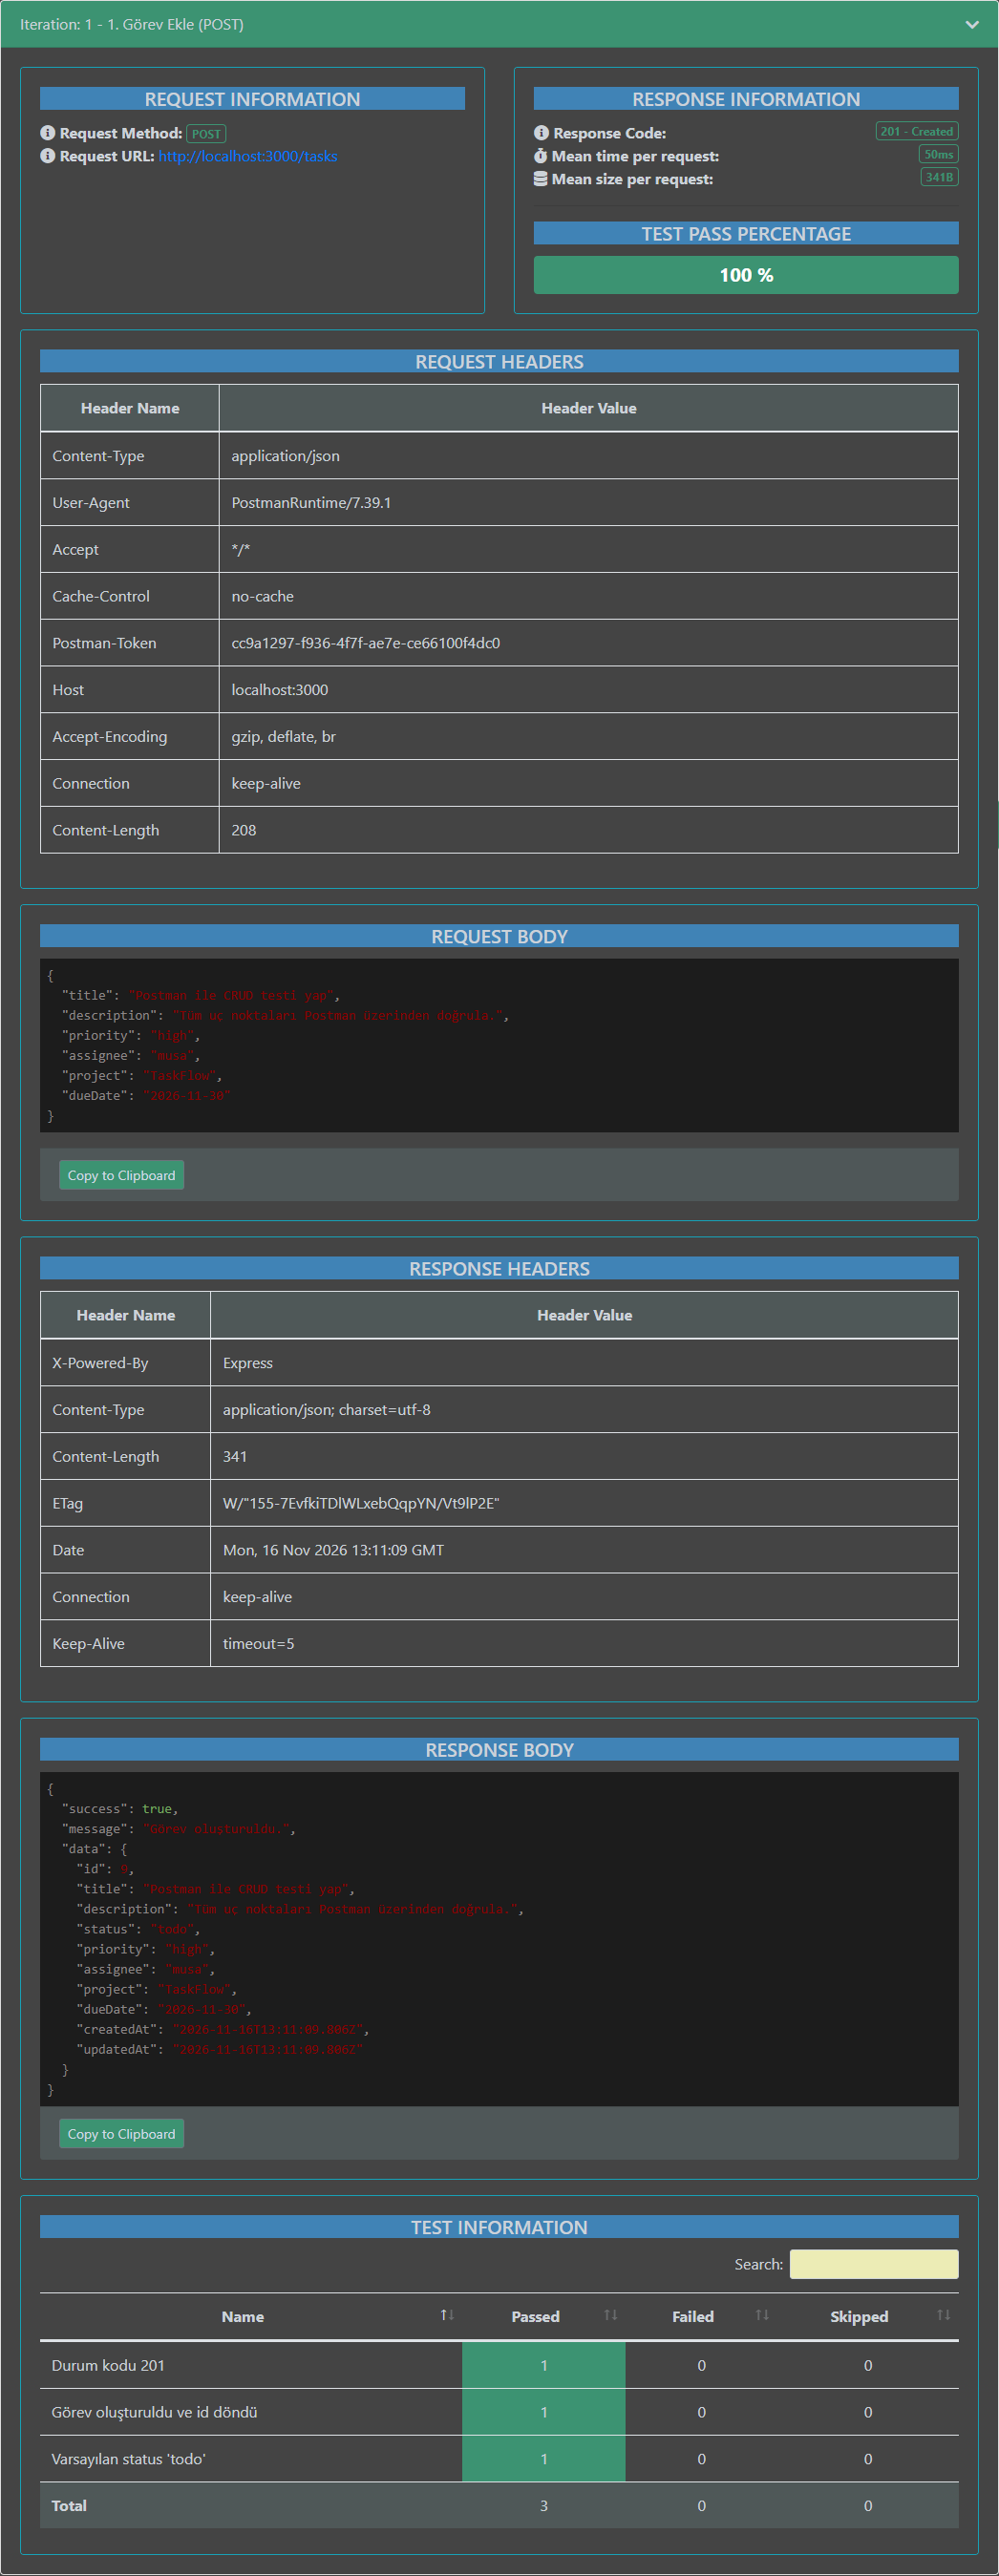 Iteration: 1 - 1. Görev Ekle (POST)
REQUEST INFORMATION
Request Method: POST
Request URL: http://localhost:3000/tasks
RESPONSE INFORMATION
Response Code: 201 - Created
Mean time per request: 50ms
Mean size per request: 341B
TEST PASS PERCENTAGE
100 %
REQUEST HEADERS
Header Name Header Value
Content-Type application/json
User-Agent PostmanRuntime/7.39.1
Accept */*
Cache-Control no-cache
Postman-Token cc9a1297-f936-4f7f-ae7e-ce66100f4dc0
Host localhost:3000
Accept-Encoding gzip, deflate, br
Connection keep-alive
Content-Length 208
REQUEST BODY
{
"title": "Postman ile CRUD testi yap",
"description": "Tüm uç noktaları Postman üzerinden doğrula.",
"priority": "high",
"assignee": "musa",
"project": "TaskFlow",
"dueDate": "2026-11-30"
}
Copy to Clipboard
RESPONSE HEADERS
Header Name Header Value
X-Powered-By Express
Content-Type application/json; charset=utf-8
Content-Length 341
ETag W/"155-7EvfkiTDlWLxebQqpYN/Vt9lP2E"
Date Mon, 16 Nov 2026 13:11:09 GMT
Connection keep-alive
Keep-Alive timeout=5
RESPONSE BODY
{
"success": true,
"message": "Görev oluşturuldu.",
"data": {
"id": 9,
"title": "Postman ile CRUD testi yap",
"description": "Tüm uç noktaları Postman üzerinden doğrula.",
"status": "todo",
"priority": "high",
"assignee": "musa",
"project": "TaskFlow",
"dueDate": "2026-11-30",
"createdAt": "2026-11-16T13:11:09.806Z",
"updatedAt": "2026-11-16T13:11:09.806Z"
}
}
Copy to Clipboard
TEST INFORMATION
Search:
Name Passed Failed Skipped
Durum kodu 201 1 0 0
Görev oluşturuldu ve id döndü 1 0 0
Varsayılan status 'todo' 1 0 0
Total 3 0 0